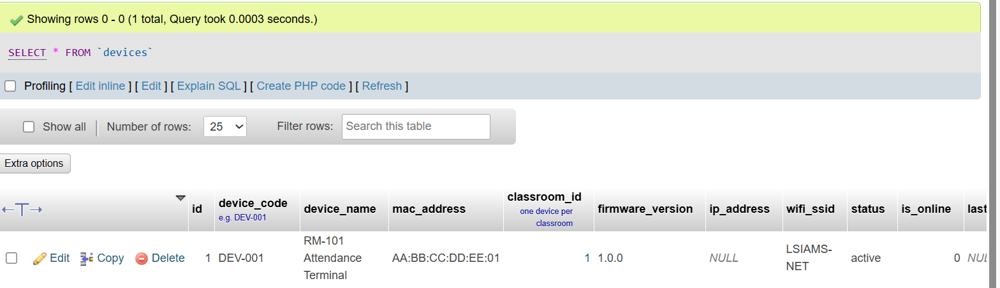 Showing rows 0 - 0 (1 total, Query took 0.0003 seconds.)
SELECT * FROM `devices`
Profiling [ Edit inline ] [ Edit ] [ Explain SQL ] [ Create PHP code ] [ Refresh ]
Show all Number of rows: 25 Filter rows: Search this table
Extra options
←T→ id device_code e.g. DEV-001 device_name mac_address classroom_id one device per classroom firmware_version ip_address wifi_ssid status is_online last
Edit Copy Delete 1 DEV-001 RM-101 Attendance Terminal AA:BB:CC:DD:EE:01 1 1.0.0 NULL LSIAMS-NET active 0 NUL